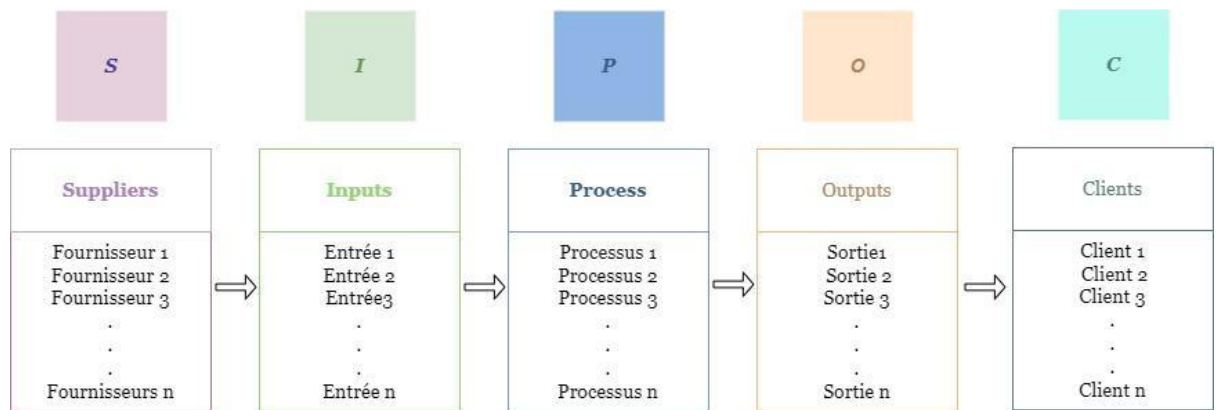 S
I
P
O
C
Suppliers
Fournisseur 1
Fournisseur 2
Fournisseur 3
.
.
.
Fournisseurs n
Inputs
Entrée 1
Entrée 2
Entrée3
.
.
.
Entrée n
Process
Processus 1
Processus 2
Processus 3
.
.
.
Processus n
Outputs
Sortie1
Sortie 2
Sortie 3
.
.
.
Sortie n
Clients
Client 1
Client 2
Client 3
.
.
.
Client n